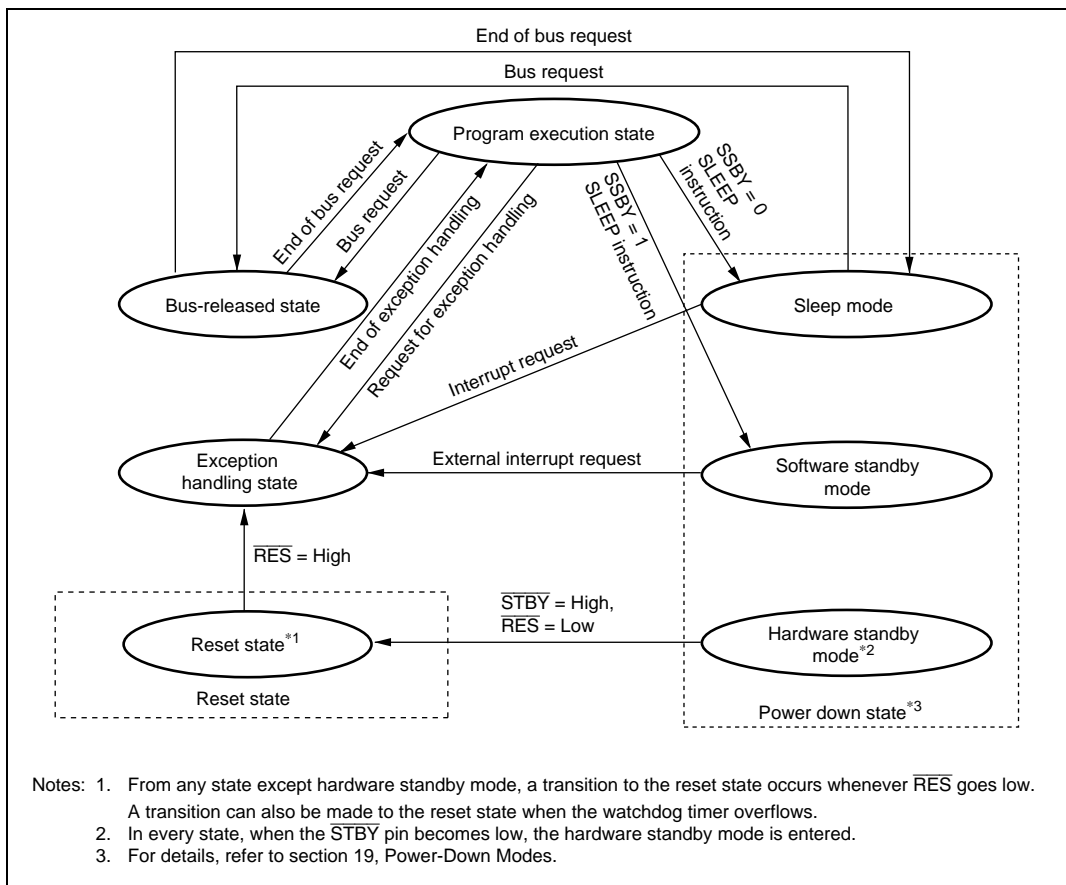 End of bus request
Bus request
Program execution state
End of bus request
Bus request
SSBY = 0
SLEEP
instruction
SSBY = 1
SLEEP instruction
End of exception handling
Request for exception handling
Bus-released state
Sleep mode
Interrupt request
Exception
handling state
External interrupt request
Software standby
mode
RES = High
STBY = High,
RES = Low
Reset state*1
Hardware standby
mode*2
Reset state
Power down state*3
Notes: 1. From any state except hardware standby mode, a transition to the reset state occurs whenever RES goes low.
A transition can also be made to the reset state when the watchdog timer overflows.
2. In every state, when the STBY pin becomes low, the hardware standby mode is entered.
3. For details, refer to section 19, Power-Down Modes.